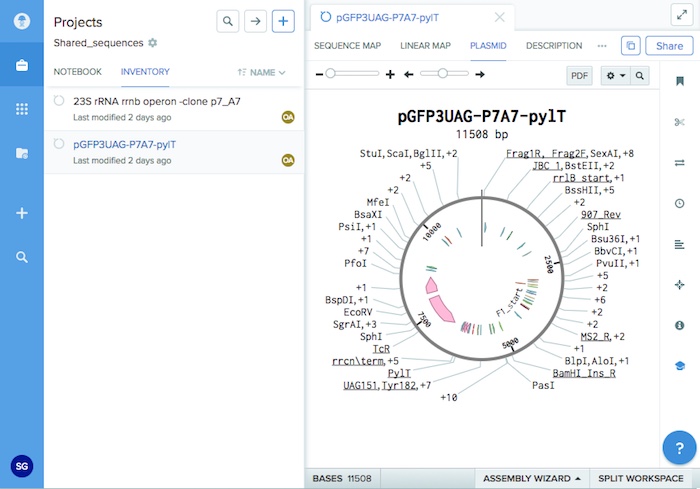 Projects
Shared_sequences
NOTEBOOK
INVENTORY
NAME
23S rRNA rrnb operon -clone p7_A7
Last modified 2 days ago
OA
pGFP3UAG-P7A7-pylT
Last modified 2 days ago
OA
SG
pGFP3UAG-P7A7-pylT
SEQUENCE MAP
LINEAR MAP
PLASMID
DESCRIPTION
Share
PDF
pGFP3UAG-P7A7-pylT
11508 bp
StuI,ScaI,BglII,+2
+5
+2
+2
MfeI
BsaXI
PsiI,+1
+1
+7
PfoI
+1
BspDI,+1
EcoRV
SgrAI,+3
SphI
TcR
rrcn\term,+5
PylT
UAG151,Tyr182,+7
+10
Frag1R, Frag2F,SexAI,+8
JBC 1,BstEII,+2
rrlB start,+1
BssHII,+5
+2
907_Rev
SphI
Bsu36I,+1
BbvCI,+1
PvuII,+1
+5
+2
+6
+2
+2
MS2_R,+2
+1
BlpI,AloI,+1
BamHI_Ins_R
PasI
10000
2500
5000
7500
F1_start
?
BASES 11508
ASSEMBLY WIZARD
SPLIT WORKSPACE